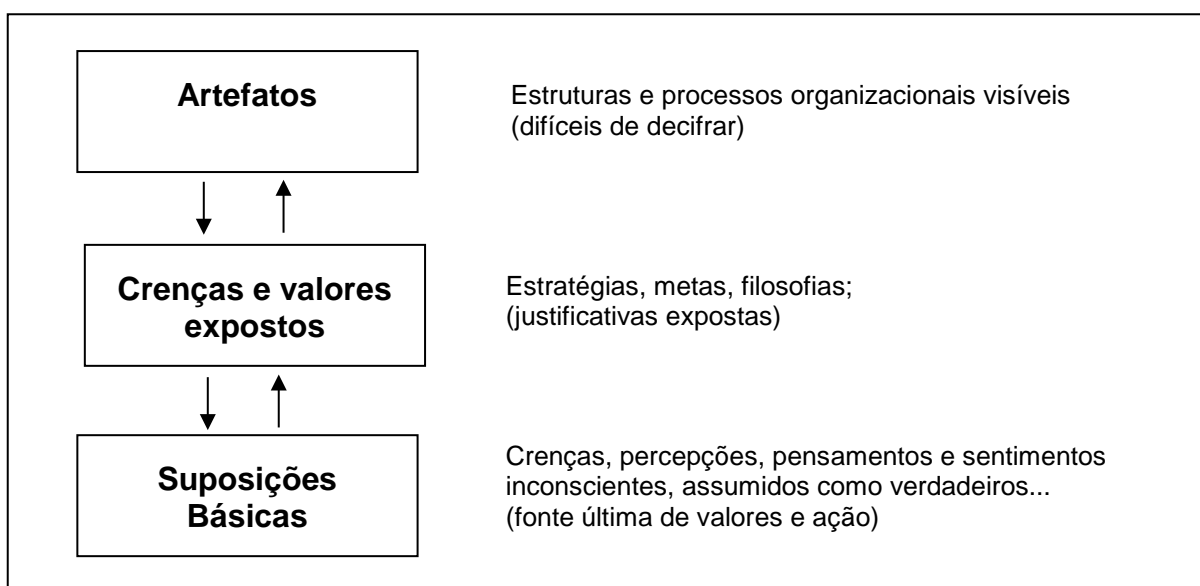 Artefatos
Estruturas e processos organizacionais visíveis
(difíceis de decifrar)
Crenças e valores
expostos
Estratégias, metas, filosofias;
(justificativas expostas)
Suposições
Básicas
Crenças, percepções, pensamentos e sentimentos
inconscientes, assumidos como verdadeiros...
(fonte última de valores e ação)